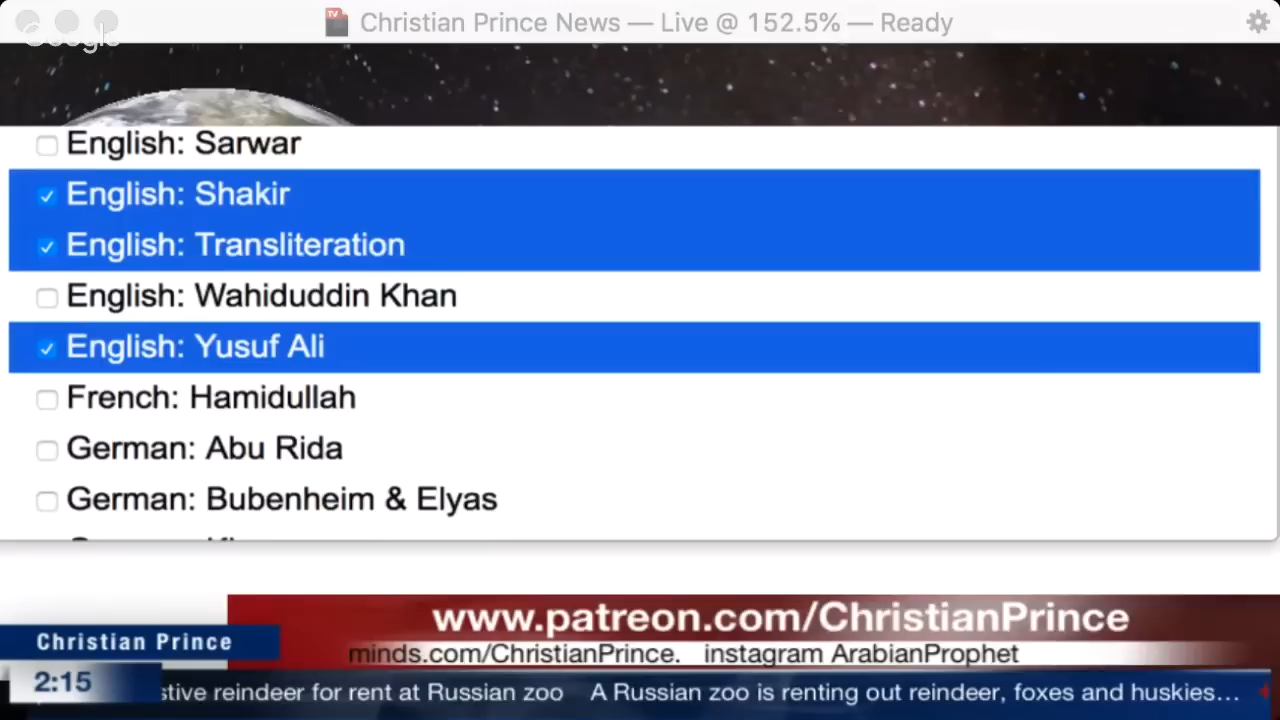 Christian Prince News — Live @ 152.5% — Ready
Google
English: Sarwar
English: Shakir
English: Transliteration
English: Wahiduddin Khan
English: Yusuf Ali
French: Hamidullah
German: Abu Rida
German: Bubenheim & Elyas
www.patreon.com/ChristianPrince
Christian Prince
minds.com/ChristianPrince. instagram ArabianProphet
2:15
reindeer for rent at Russian zoo A Russian zoo is renting out reindeer, foxes and huskies...